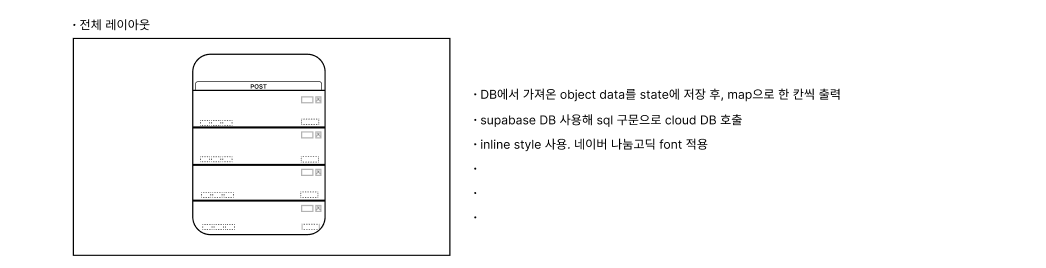 · 전체 레이아웃
POST
· DB에서 가져온 object data를 state에 저장 후, map으로 한 칸씩 출력
· supabase DB 사용해 sql 구문으로 cloud DB 호출
· inline style 사용. 네이버 나눔고딕 font 적용
·
·
·